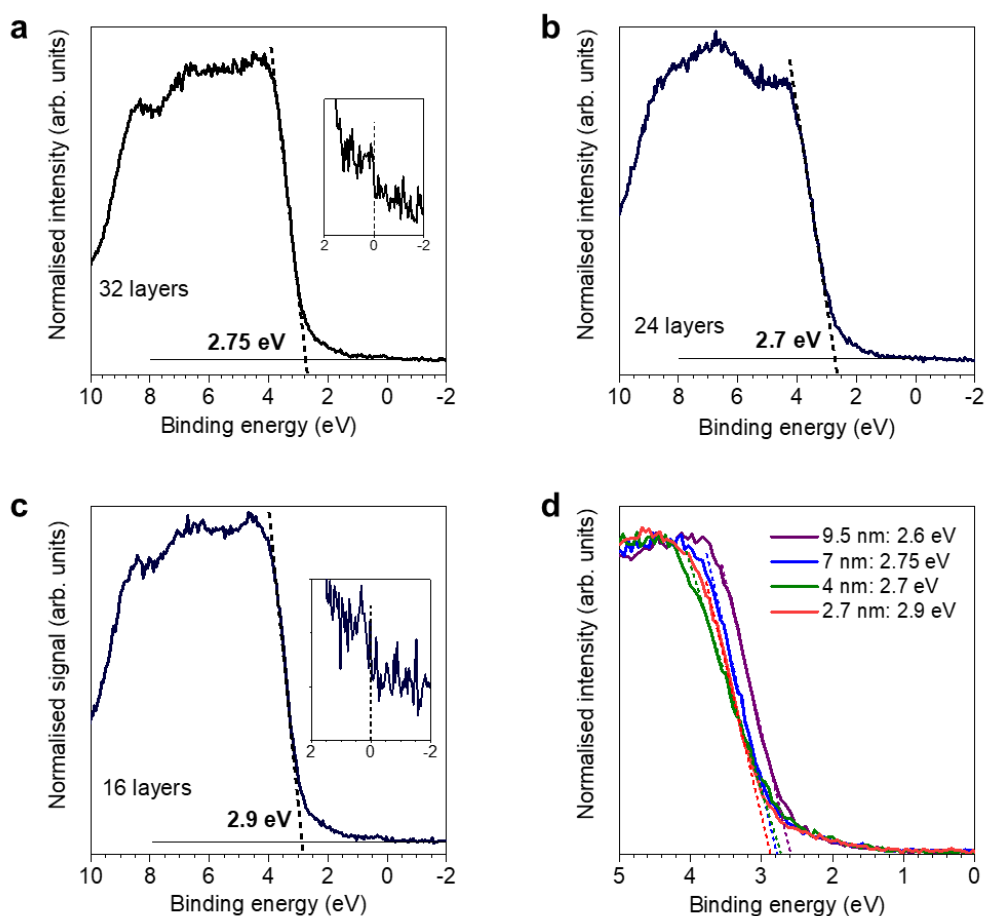 a
Normalised intensity (arb. units)
32 layers
2.75 eV
2
0
-2
10
8
6
4
2
0
-2
Binding energy (eV)
b
Normalised intensity (arb. units)
24 layers
2.7 eV
10
8
6
4
2
0
-2
Binding energy (eV)
c
Normalised signal (arb. units)
16 layers
2.9 eV
2
0
-2
10
8
6
4
2
0
-2
Binding energy (eV)
d
Normalised intensity (arb. units)
9.5 nm: 2.6 eV
7 nm: 2.75 eV
4 nm: 2.7 eV
2.7 nm: 2.9 eV
5
4
3
2
1
0
Binding energy (eV)